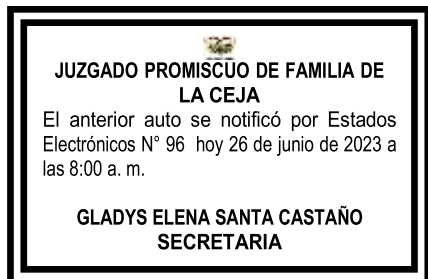 JUZGADO PROMISCUO DE FAMILIA DE
LA CEJA
El anterior auto se notificó por Estados
Electrónicos N° 96 hoy 26 de junio de 2023 a
las 8:00 a. m.
GLADYS ELENA SANTA CASTAÑO
SECRETARIA